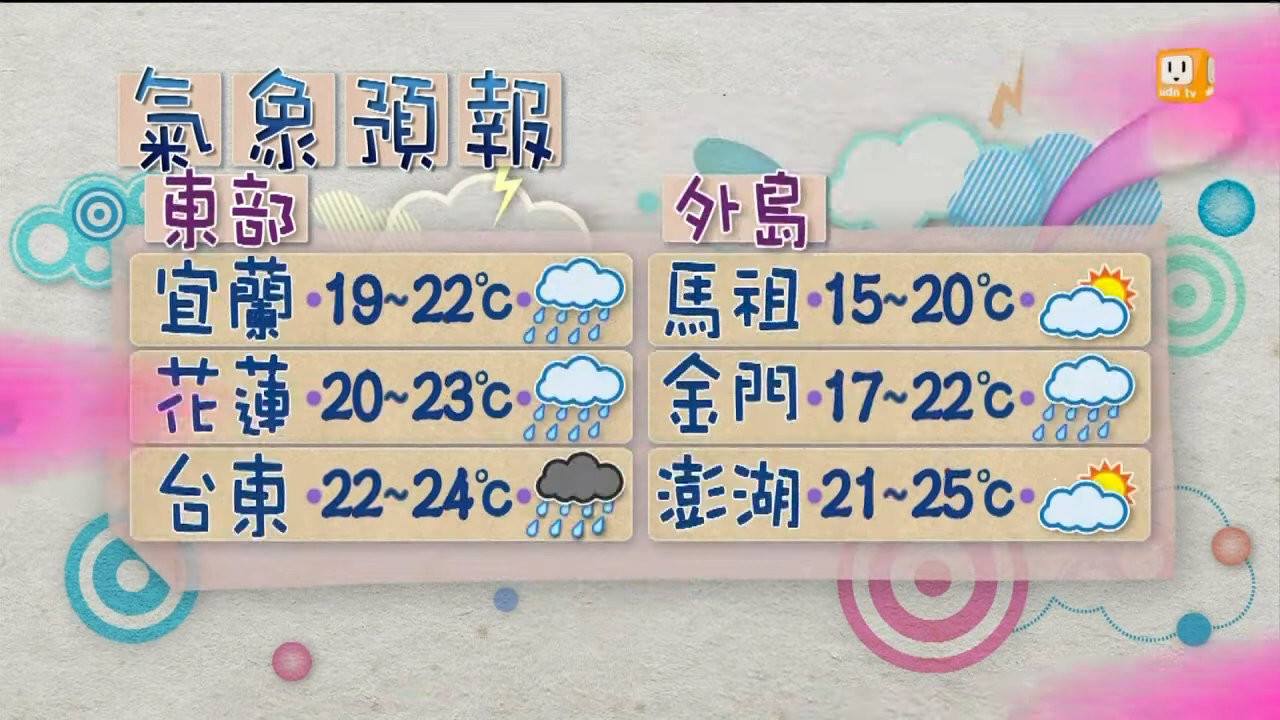 氣象預報
udn tv
東部
宜蘭 19~22℃
花蓮 20~23℃
台東 22~24℃
外島
馬祖 15~20℃
金門 17~22℃
澎湖 21~25℃